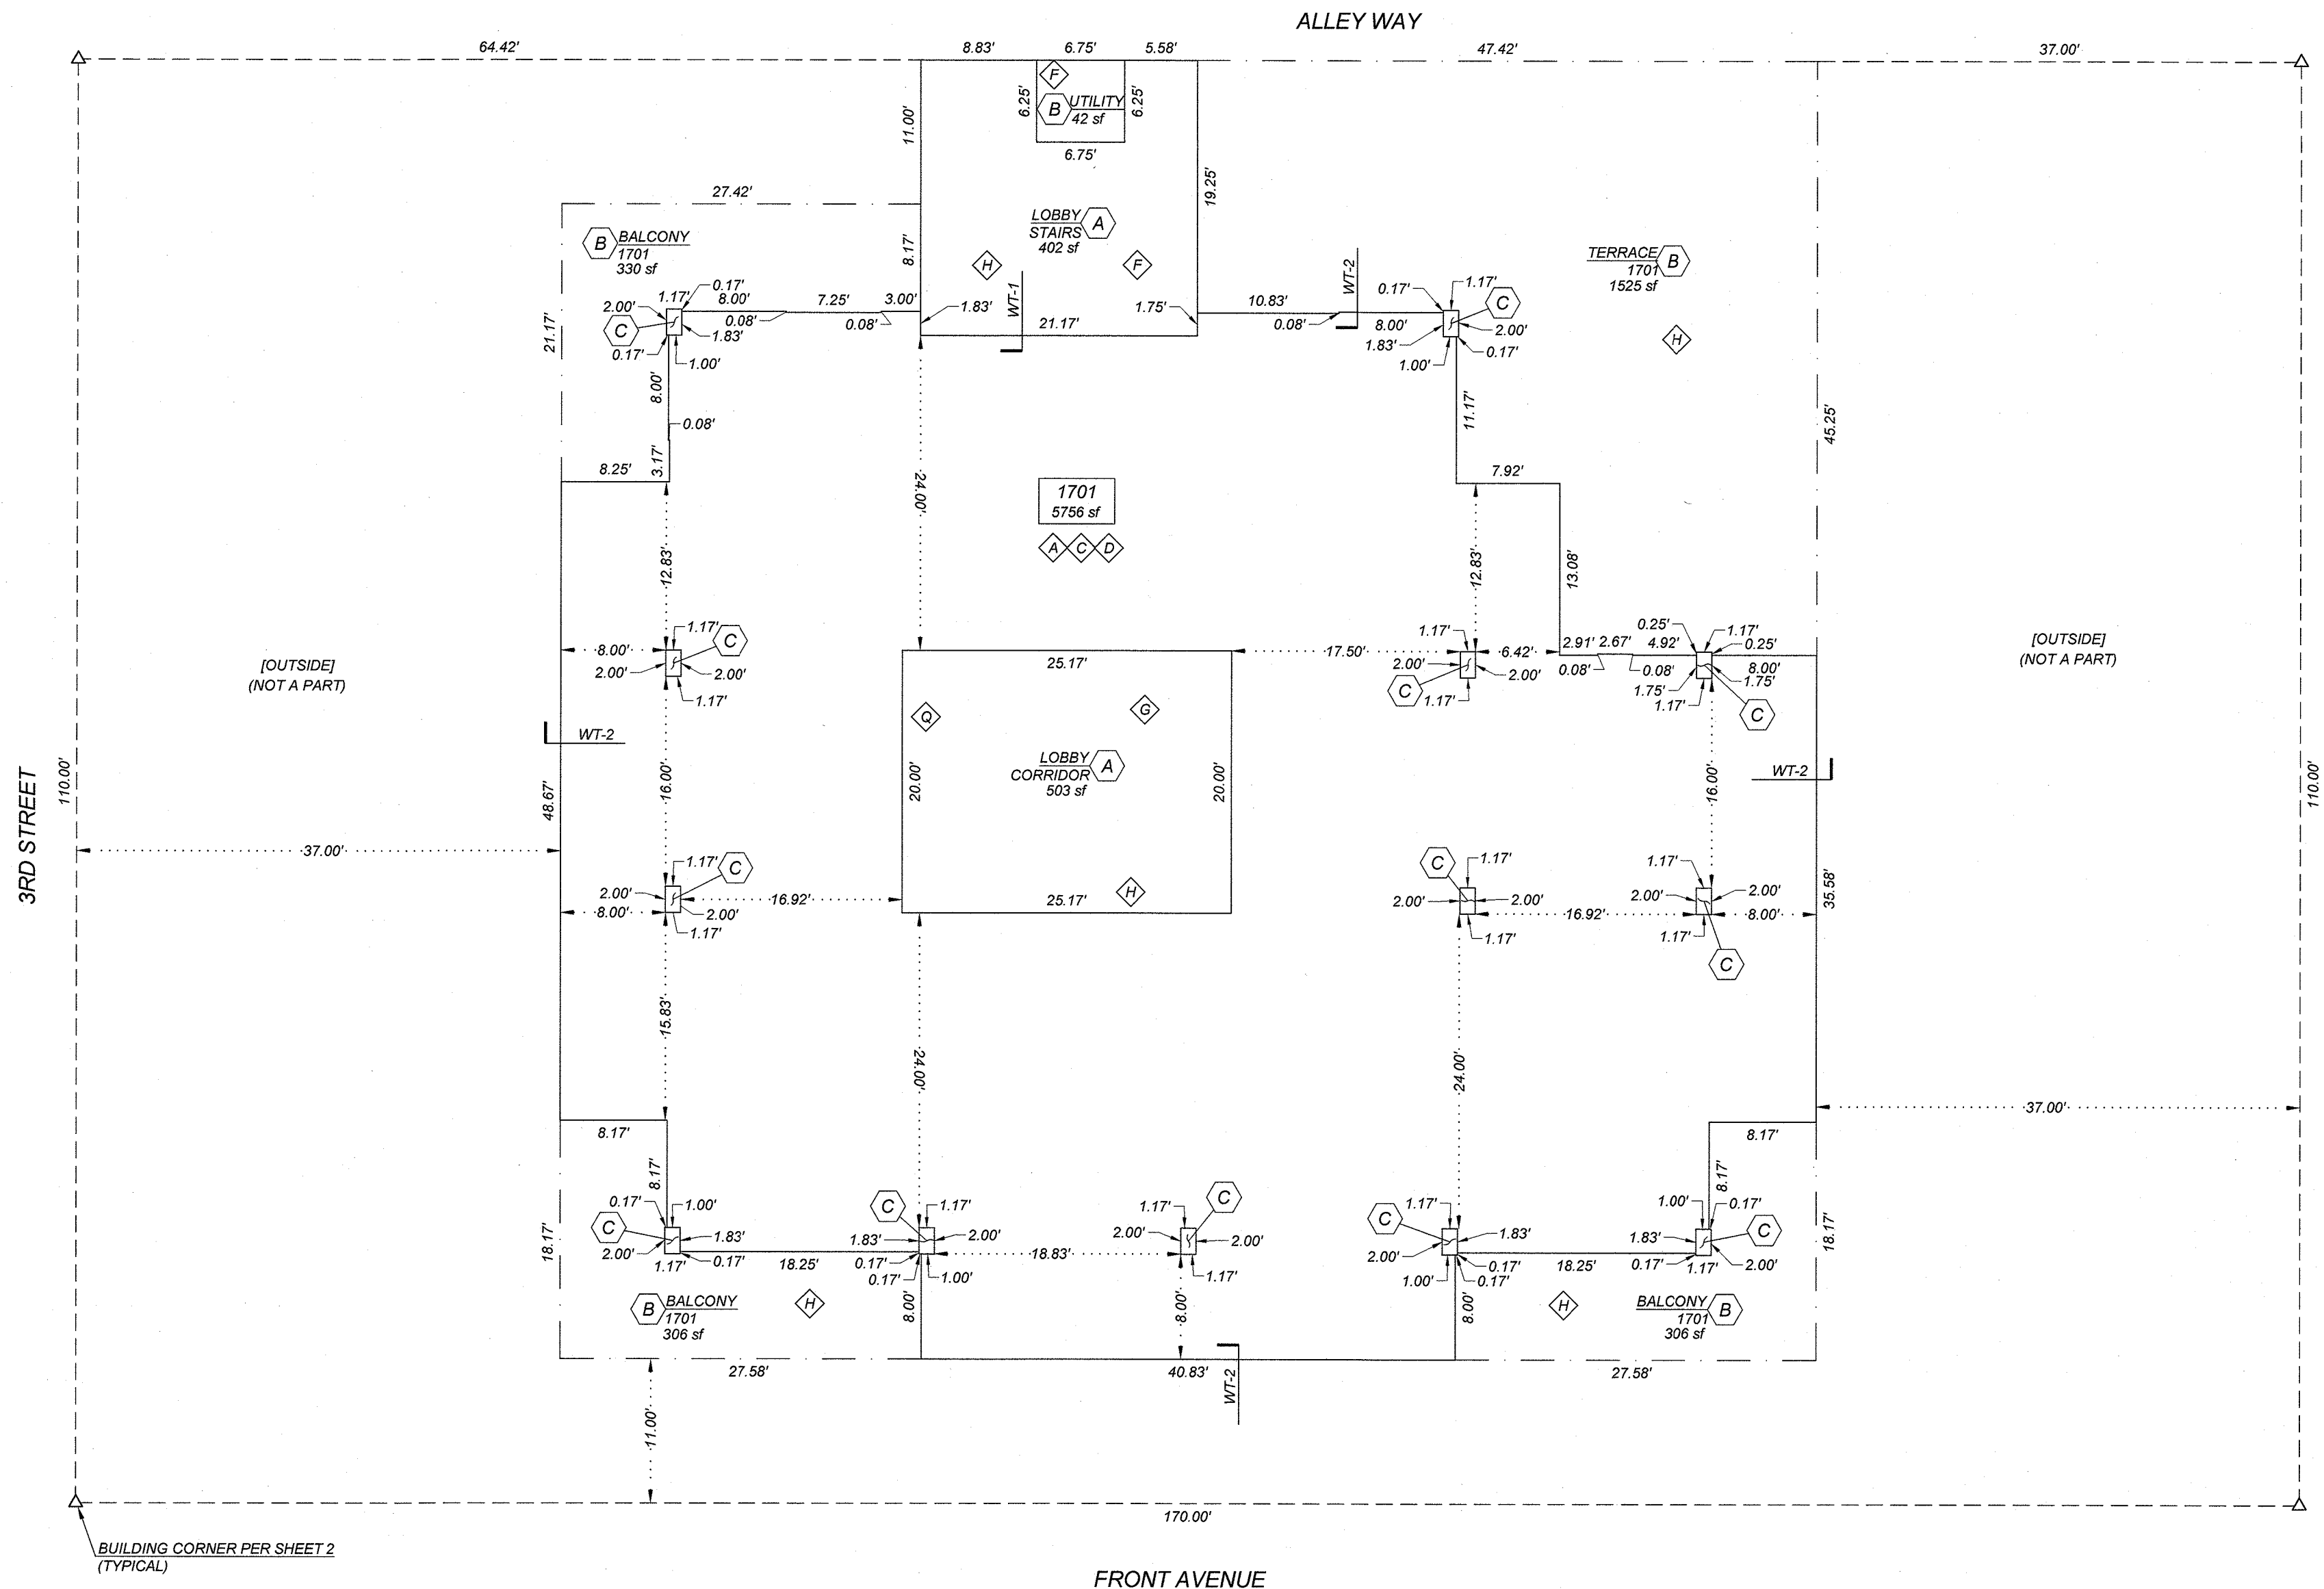 ALLEY WAY
64.42'
8.83'
6.75'
5.58'
47.42'
37.00'
F
6.25'
B
UTILITY
42 sf
6.25'
6.75'
11.00'
19.25'
27.42'
B
BALCONY
1701
330 sf
8.17'
LOBBY
STAIRS
402 sf
A
H
F
WT-1
WT-2
TERRACE
1701
1525 sf
B
H
21.17'
2.00'
1.17'
0.17'
8.00'
7.25'
3.00'
0.08'
0.08'
C
1.83'
0.17'
1.00'
1.83'
21.17'
1.75'
10.83'
0.08'
8.00'
0.17'
1.17'
C
2.00'
1.83'
0.17'
1.00'
8.00'
0.08'
3.17'
8.25'
24.00'
11.17'
7.92'
45.25'
1701
5756 sf
A
C
D
12.83'
12.83'
13.08'
[OUTSIDE]
(NOT A PART)
8.00'
1.17'
C
2.00'
2.00'
1.17'
25.17'
17.50'
1.17'
6.42'
2.00'
2.00'
C
1.17'
2.91'
2.67'
4.92'
0.08'
0.08'
0.25'
1.17'
0.25'
8.00'
1.75'
1.75'
1.17'
C
[OUTSIDE]
(NOT A PART)
Q
G
WT-2
LOBBY
CORRIDOR
503 sf
A
WT-2
3RD STREET
110.00'
48.67'
16.00'
20.00'
20.00'
16.00'
110.00'
37.00'
1.17'
C
2.00'
2.00'
8.00'
1.17'
16.92'
H
25.17'
C
1.17'
2.00'
2.00'
1.17'
16.92'
1.17'
2.00'
2.00'
8.00'
1.17'
C
35.58'
15.83'
24.00'
24.00'
37.00'
8.17'
8.17'
8.17'
8.17'
18.17'
0.17'
1.00'
C
1.83'
2.00'
1.17'
0.17'
18.25'
C
1.17'
1.83'
2.00'
0.17'
0.17'
1.00'
18.83'
1.17'
C
2.00'
2.00'
1.17'
C
1.17'
1.83'
2.00'
0.17'
1.00'
0.17'
18.25'
1.00'
0.17'
1.83'
C
0.17'
1.17'
2.00'
18.17'
B
BALCONY
1701
306 sf
H
8.00'
8.00'
8.00'
H
BALCONY
1701
306 sf
B
27.58'
40.83'
WT-2
27.58'
11.00'
170.00'
BUILDING CORNER PER SHEET 2
(TYPICAL)
FRONT AVENUE